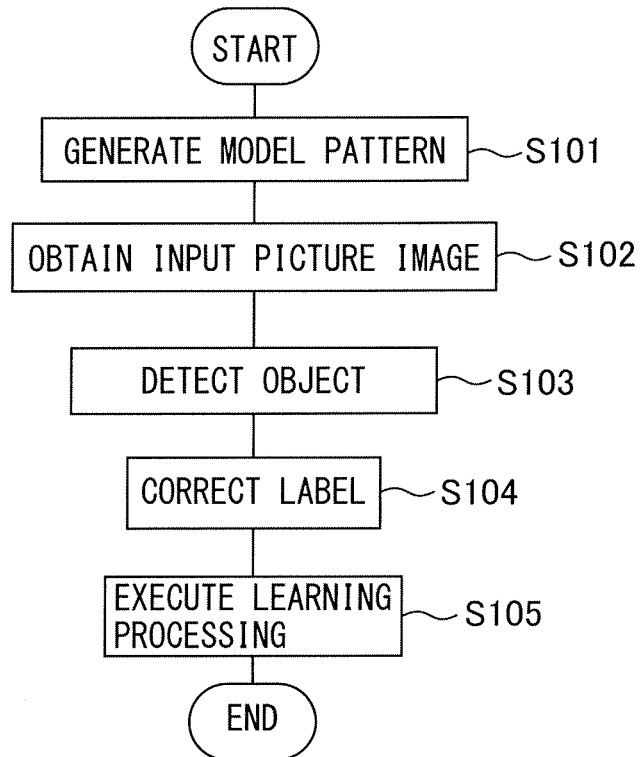 START
GENERATE MODEL PATTERN S101
OBTAIN INPUT PICTURE IMAGE S102
DETECT OBJECT S103
CORRECT LABEL S104
EXECUTE LEARNING
PROCESSING S105
END